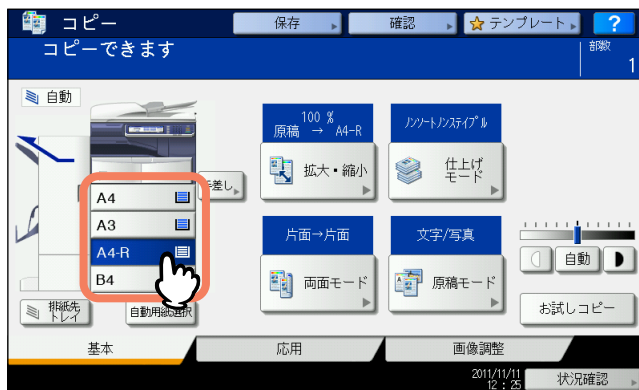 コピー
保存
確認
テンプレート
?
コピーできます
部数
1
自動
100 %
原稿 → A4-R
ノンソートノンステイプル
拡大・縮小
仕上げ
モード
差し
A4
A3
A4-R
B4
片面→片面
文字/写真
両面モード
原稿モード
自動
排紙先
トレイ
自動用紙選択
お試しコピー
基本
応用
画像調整
2011/11/11
12:25
状況確認